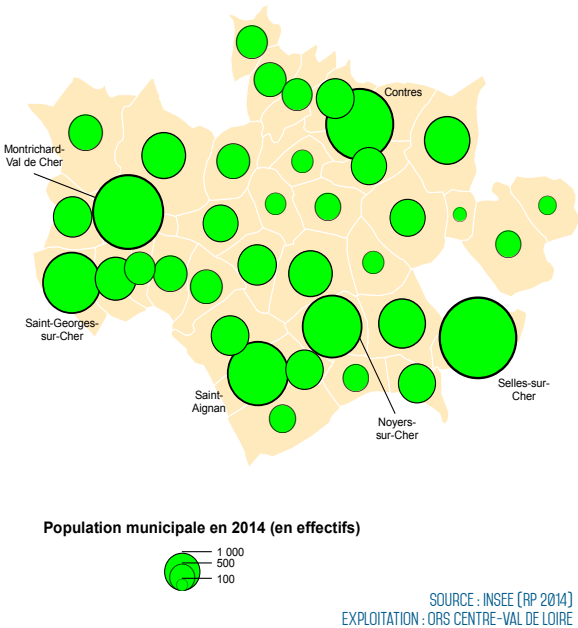 Contres
Montrichard-
Val de Cher
Saint-Georges-
sur-Cher
Saint-
Aignan
Noyers-
sur-Cher
Selles-sur-
Cher
Population municipale en 2014 (en effectifs)
1 000
500
100
SOURCE : INSEE (RP 2014)
EXPLOITATION : ORS CENTRE-VAL DE LOIRE